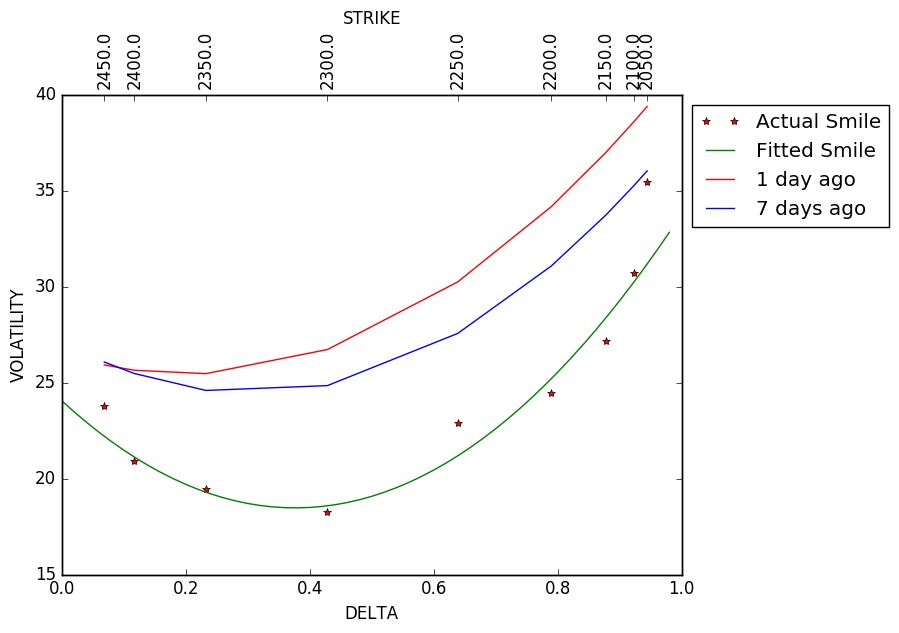 STRIKE
2450.0
2400.0
2350.0
2300.0
2250.0
2200.0
2150.0
2100.0
2050.0
40
35
30
25
20
15
VOLATILITY
0.0 0.2 0.4 0.6 0.8 1.0
DELTA
Actual Smile
Fitted Smile
1 day ago
7 days ago